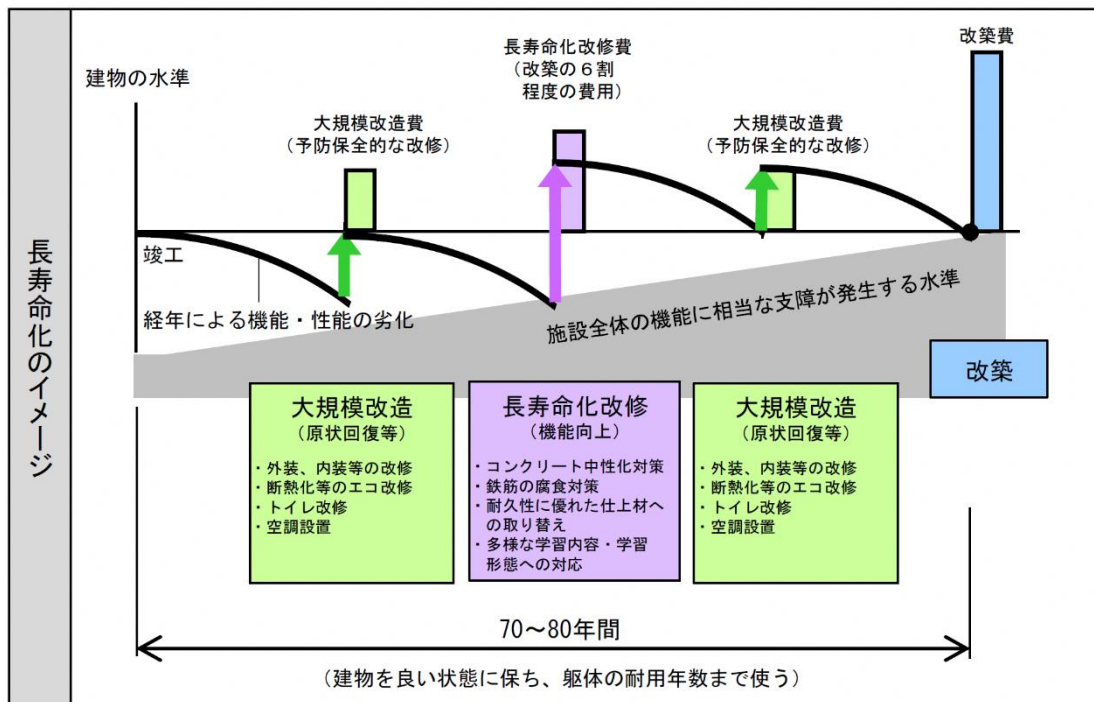 長寿命化のイメージ
建物の水準
大規模改造費
（予防保全的な改修）
長寿命化改修費
（改築の６割
程度の費用）
大規模改造費
（予防保全的な改修）
改築費
竣工
経年による機能・性能の劣化
施設全体の機能に相当な支障が発生する水準
改築
大規模改造
（原状回復等）
・外装、内装等の改修
・断熱化等のエコ改修
・トイレ改修
・空調設置
長寿命化改修
（機能向上）
・コンクリート中性化対策
・鉄筋の腐食対策
・耐久性に優れた仕上材へ
の取り替え
・多様な学習内容・学習
形態への対応
大規模改造
（原状回復等）
・外装、内装等の改修
・断熱化等のエコ改修
・トイレ改修
・空調設置
70～80年間
（建物を良い状態に保ち、躯体の耐用年数まで使う）